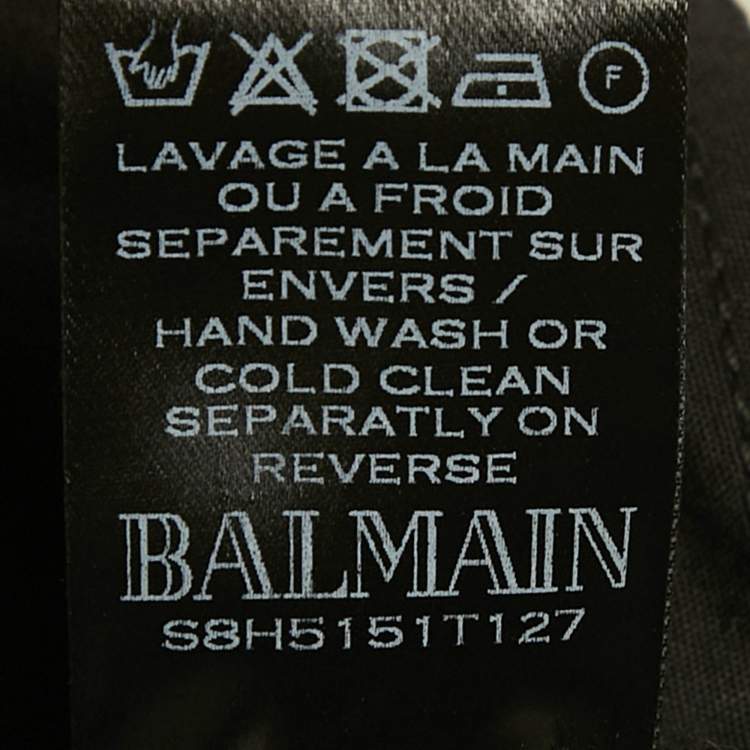 F
LAVAGE A LA MAIN
OU A FROID
SEPAREMENT SUR
ENVERS /
HAND WASH OR
COLD CLEAN
SEPARATLY ON
REVERSE
BALMAIN
S8H5151T127